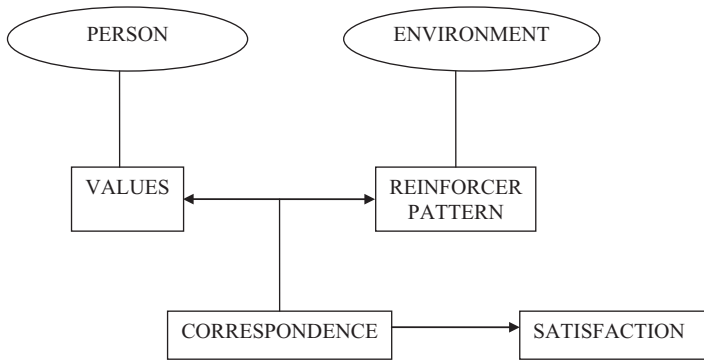 PERSON
ENVIRONMENT
VALUES
REINFORCER
PATTERN
CORRESPONDENCE
SATISFACTION